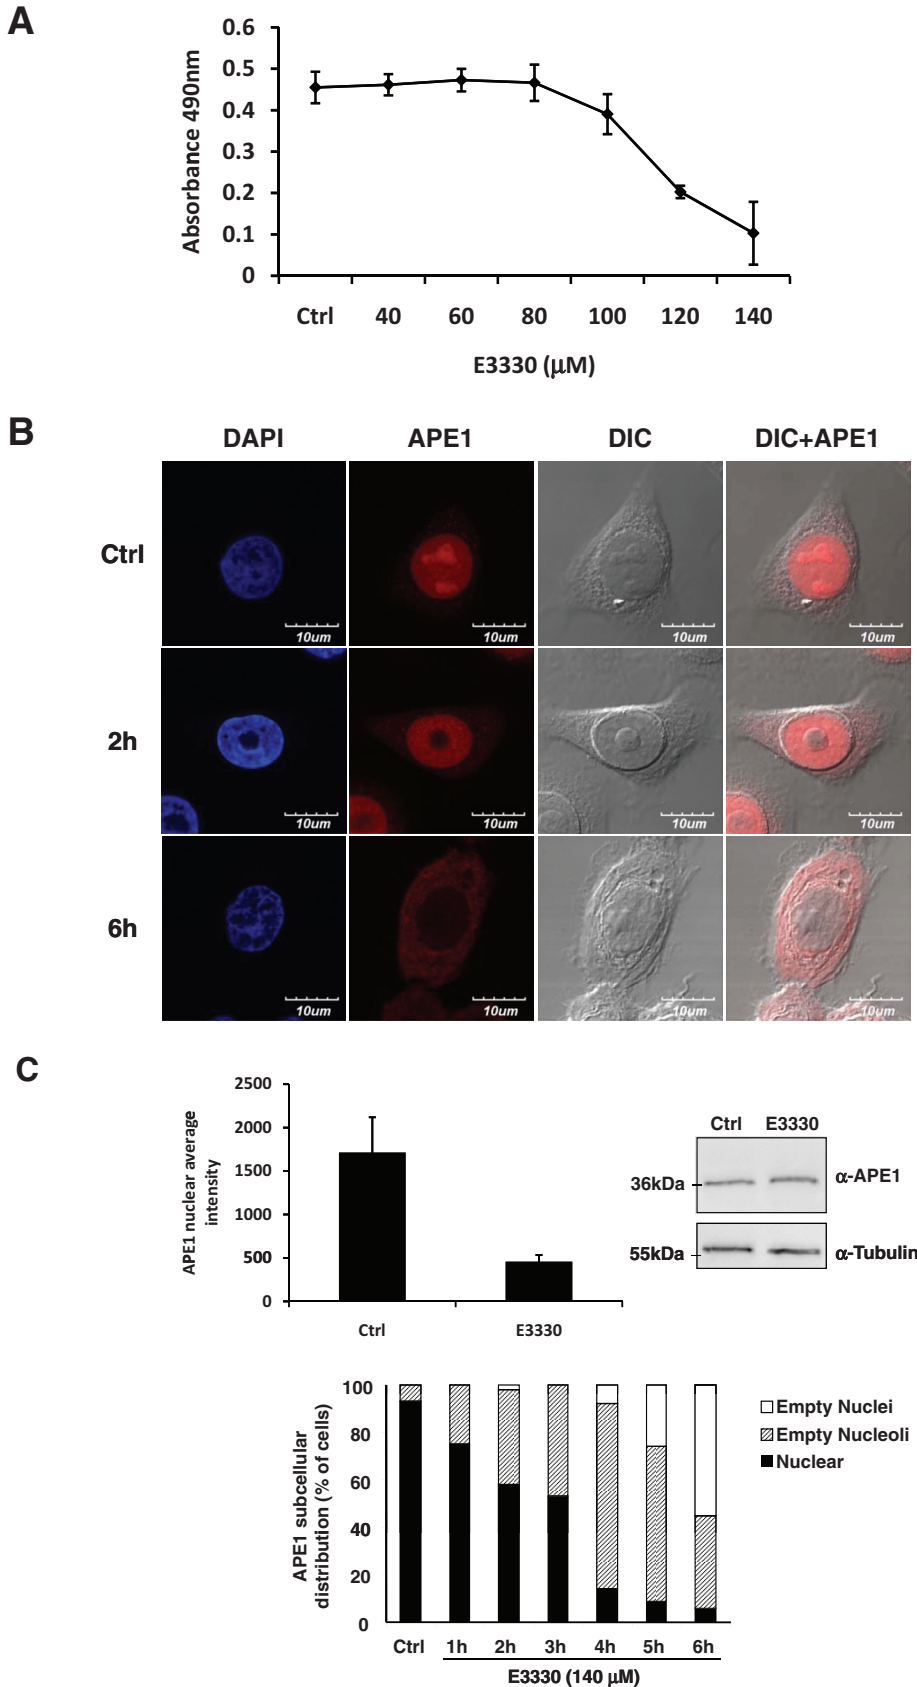 A
0.6
0.5
0.4
0.3
0.2
0.1
0
Absorbance 490nm
Ctrl 40 60 80 100 120 140
E3330 (μM)
B
DAPI APE1 DIC DIC+APE1
Ctrl
10um 10um 10um 10um
2h
10um 10um 10um 10um
6h
10um 10um 10um 10um
C
2500
2000
1500
1000
500
0
APE1 nuclear average
intensity
Ctrl E3330
Ctrl E3330
36kDa α-APE1
55kDa α-Tubulin
100
80
60
40
20
0
APE1 subcellular
distribution (% of cells)
Empty Nuclei
Empty Nucleoli
Nuclear
Ctrl 1h 2h 3h 4h 5h 6h
E3330 (140 μM)